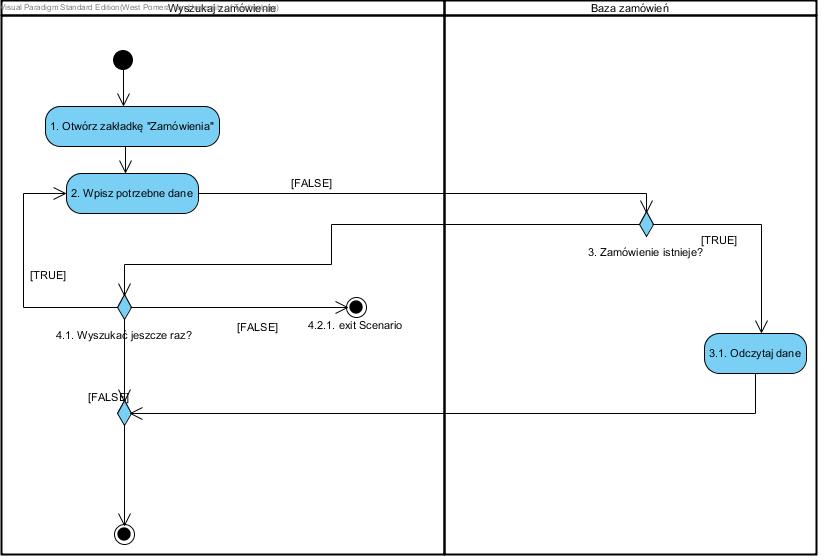 Visual Paradigm Standard Edition(West Pomer
Wyszukaj zamówienie
Baza zamówień
1. Otwórz zakładkę "Zamówienia"
2. Wpisz potrzebne dane
[FALSE]
[TRUE]
3. Zamówienie istnieje?
[TRUE]
[FALSE]
4.2.1. exit Scenario
4.1. Wyszukać jeszcze raz?
3.1. Odczytaj dane
[FALSE]